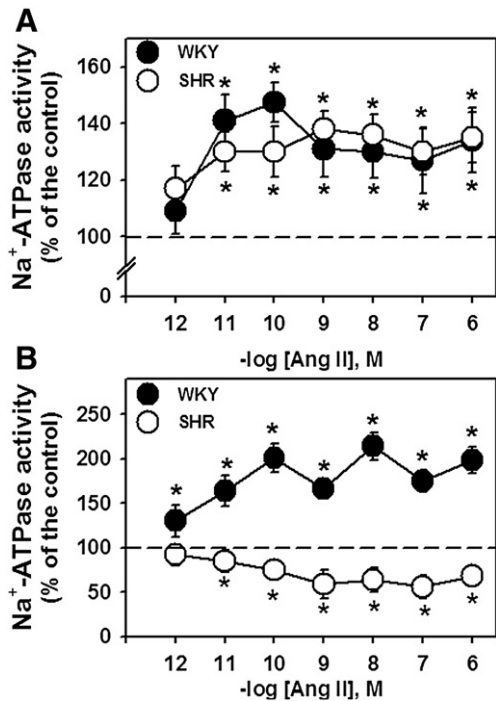 A
Na+-ATPase activity
(% of the control)
160
140
120
100
0
WKY
SHR
* * * * * *
* * * * * *
12 11 10 9 8 7 6
-log [Ang II], M
B
Na+-ATPase activity
(% of the control)
250
200
150
100
50
0
WKY
SHR
* * * * * * *
* * * * * *
12 11 10 9 8 7 6
-log [Ang II], M